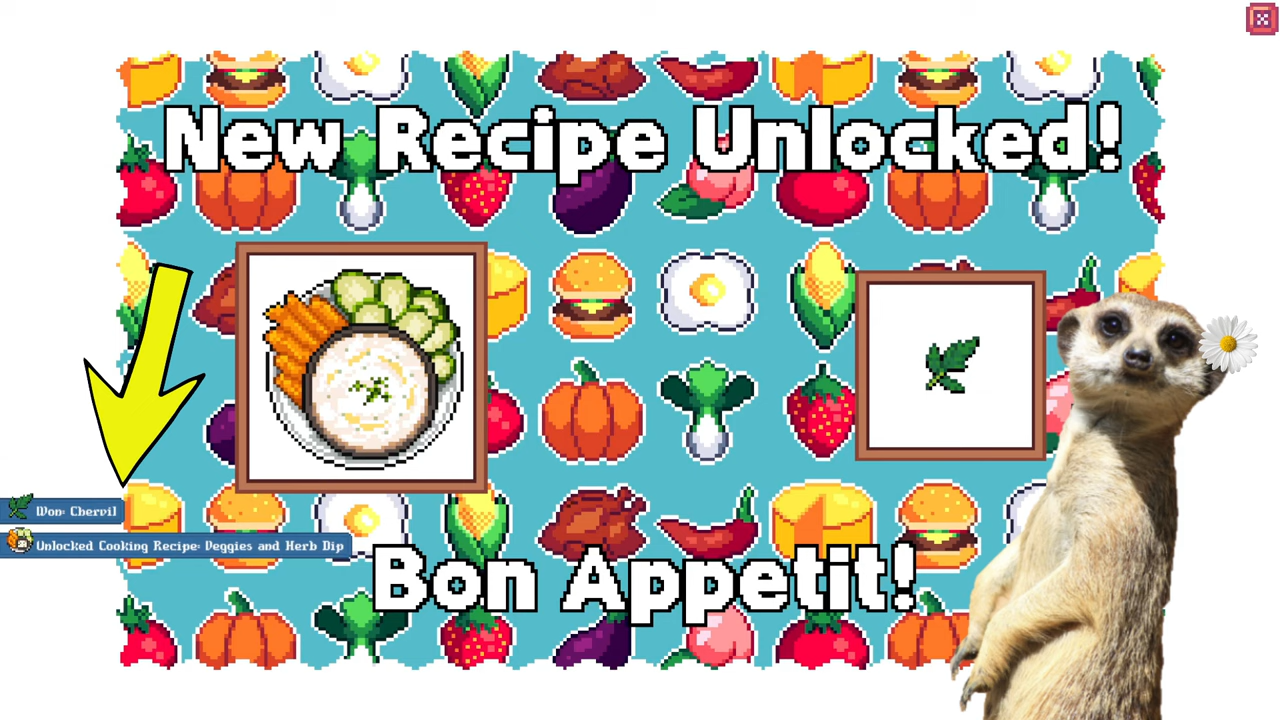 New Recipe Unlocked!
Won: Chervil
Unlocked Cooking Recipe: Veggies and Herb Dip
Bon Appetit!